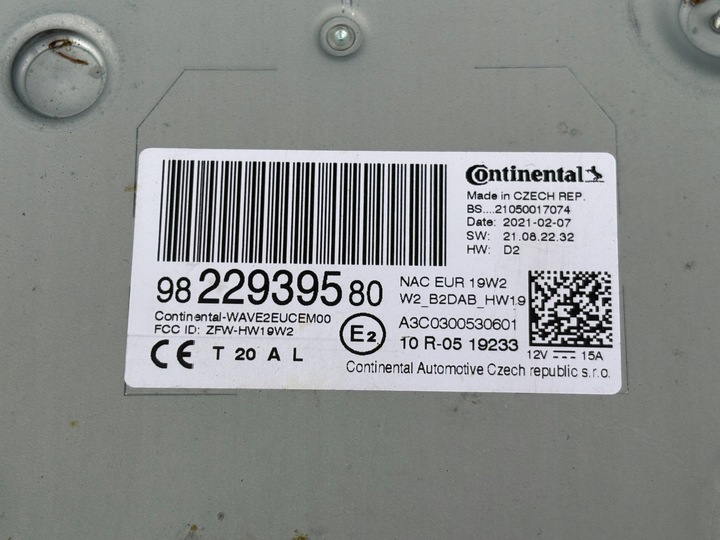 Continental
Made in CZECH REP.
BS....21050017074
Date: 2021-02-07
SW: 21.08.22.32
HW: D2
98 229395 80
NAC EUR 19W2
W2_B2DAB_HW1.9
Continental-WAVE2EUCEM00
FCC ID: ZFW-HW19W2
E2
A3C0300530601
10 R-05 19233
CE T 20 A L
12V 15A
Continental Automotive Czech republic s.r.o.